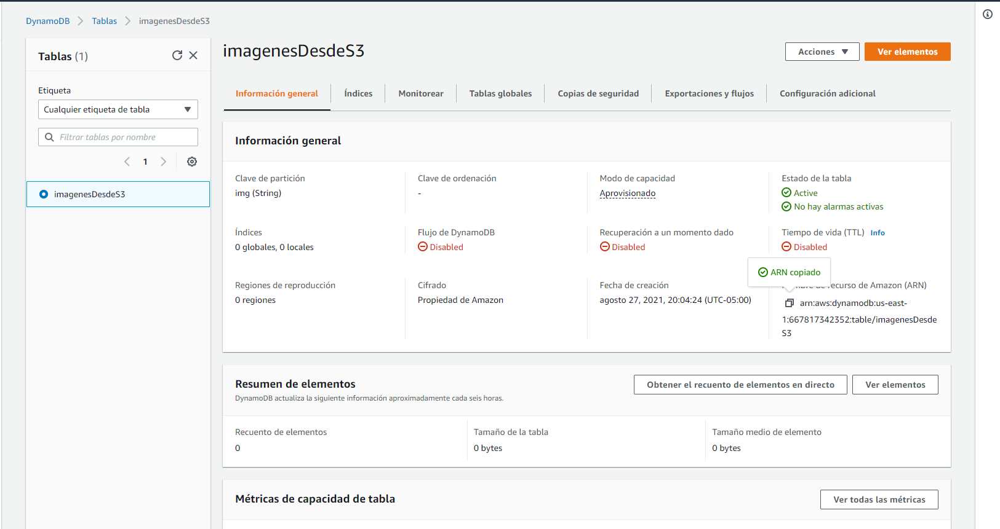 DynamoDB > Tablas > imagenesDesdeS3
Tablas (1)
Etiqueta
Cualquier etiqueta de tabla
Filtrar tablas por nombre
1
imagenesDesdeS3
imagenesDesdeS3
Acciones
Ver elementos
Información general
Índices
Monitorear
Tablas globales
Copias de seguridad
Exportaciones y flujos
Configuración adicional
Información general
Clave de partición
img (String)
Clave de ordenación
-
Modo de capacidad
Aprovisionado
Estado de la tabla
Active
No hay alarmas activas
Índices
0 globales, 0 locales
Flujo de DynamoDB
Disabled
Recuperación a un momento dado
Disabled
Tiempo de vida (TTL) Info
Disabled
ARN copiado
Regiones de reproducción
0 regiones
Cifrado
Propiedad de Amazon
Fecha de creación
agosto 27, 2021, 20:04:24 (UTC-05:00)
recurso de Amazon (ARN)
arn:aws:dynamodb:us-east-
1:667817342352:table/imagenesDesde
S3
Resumen de elementos
DynamoDB actualiza la siguiente información aproximadamente cada seis horas.
Obtener el recuento de elementos en directo
Ver elementos
Recuento de elementos
0
Tamaño de la tabla
0 bytes
Tamaño medio de elemento
0 bytes
Métricas de capacidad de tabla
Ver todas las métricas